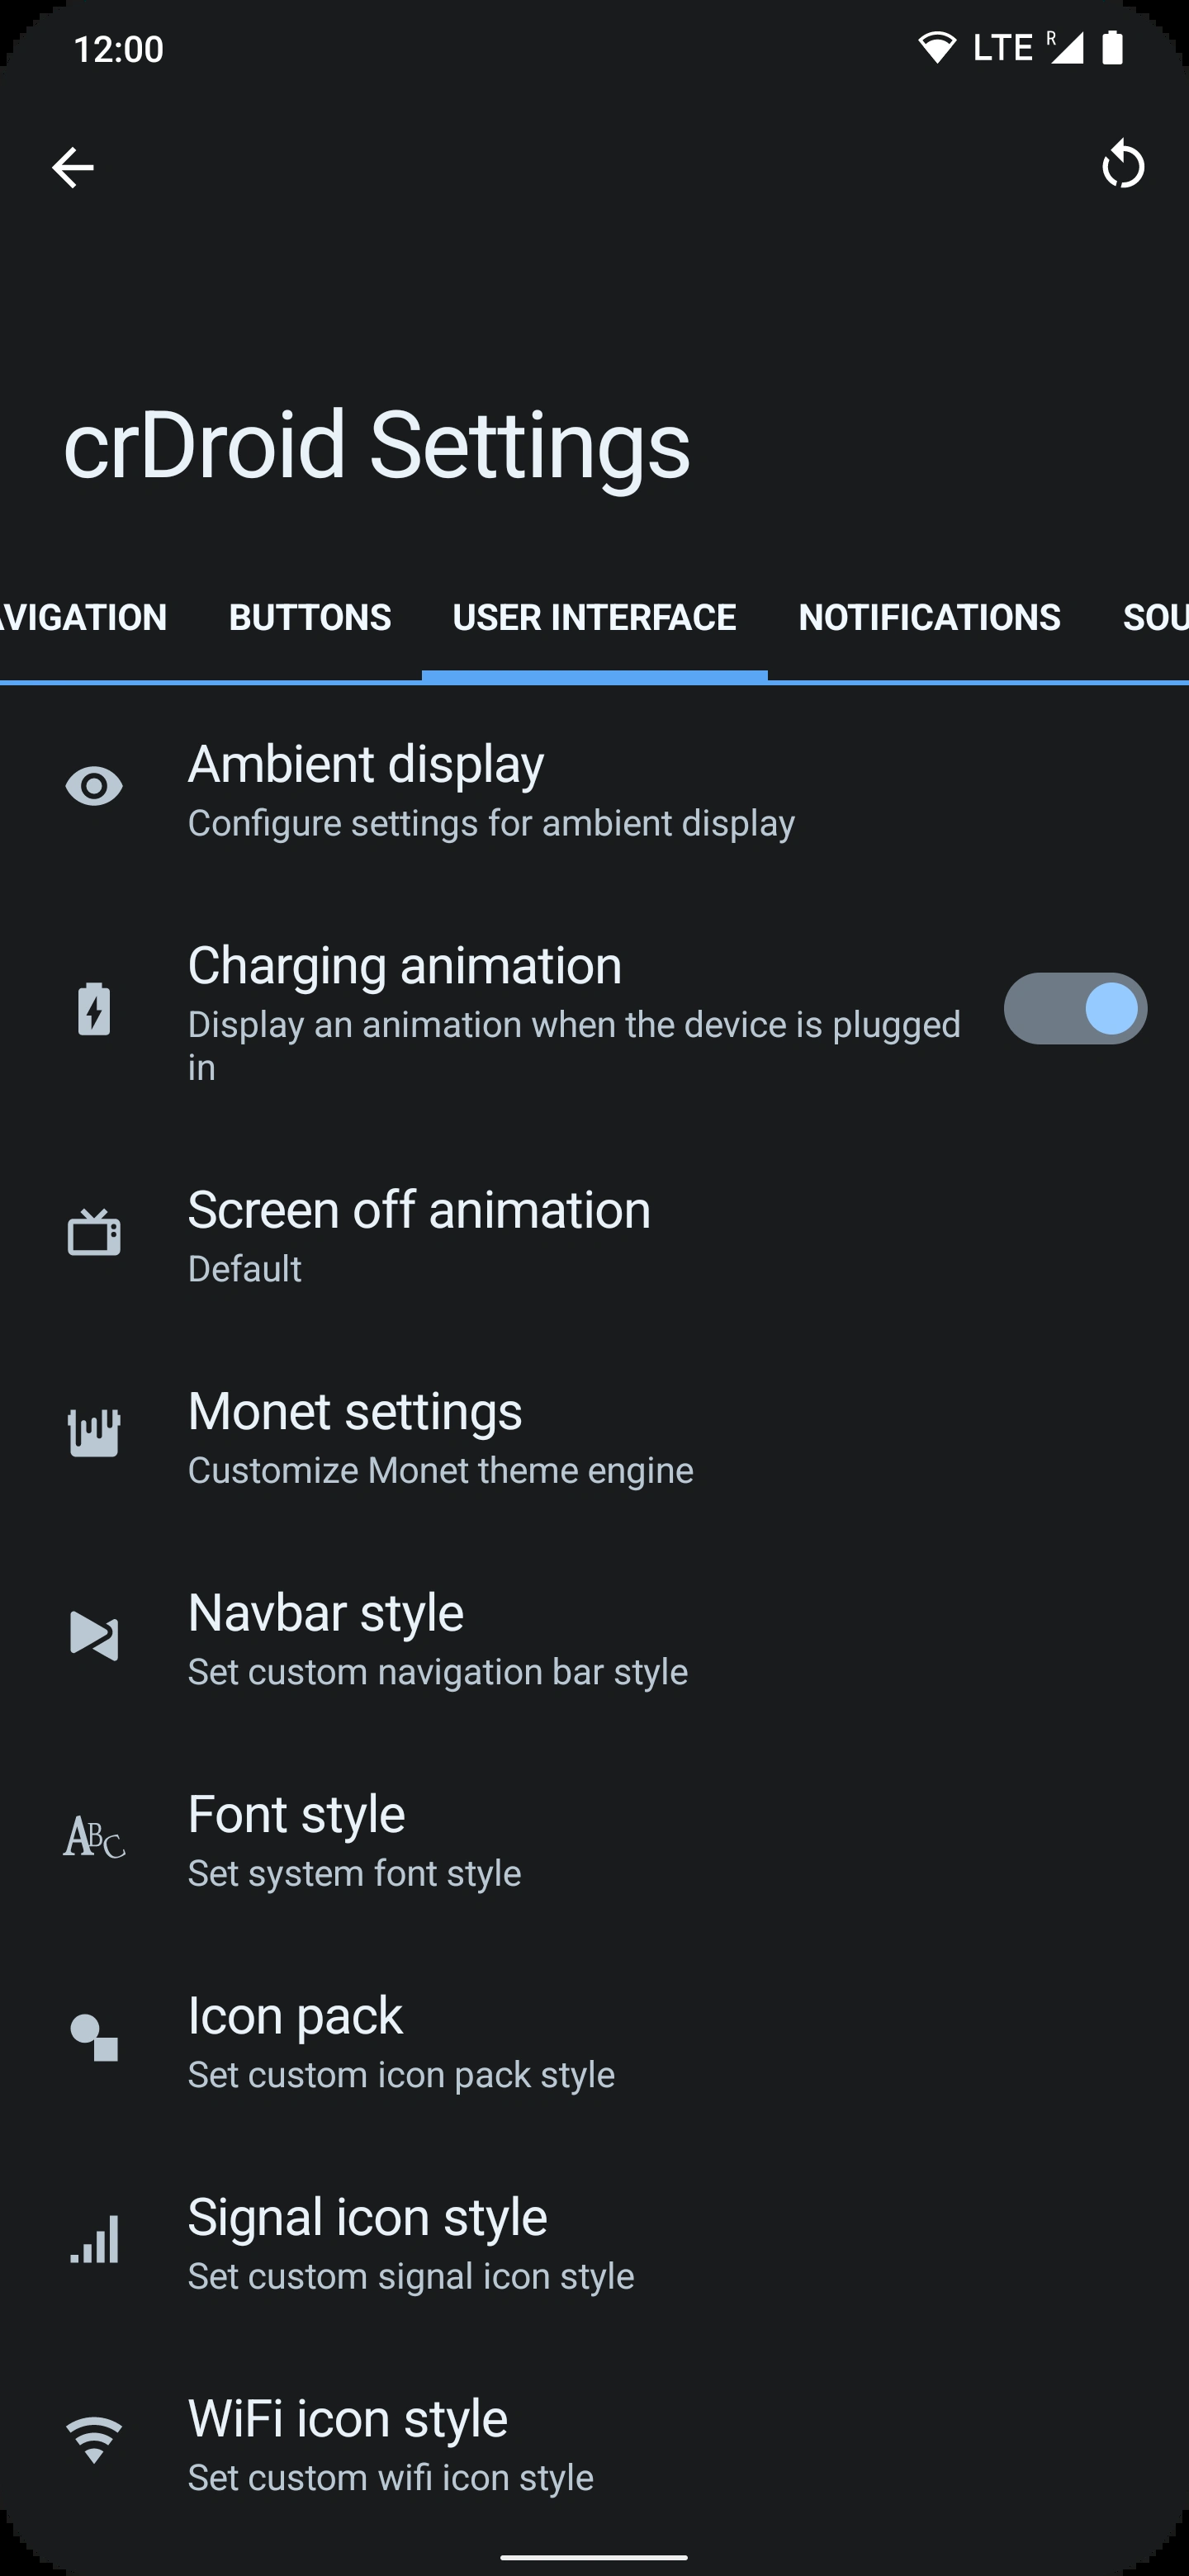 12:00 LTE R
crDroid Settings
AVIGATION BUTTONS USER INTERFACE NOTIFICATIONS SOU
Ambient display
Configure settings for ambient display
Charging animation
Display an animation when the device is plugged
in
Screen off animation
Default
Monet settings
Customize Monet theme engine
Navbar style
Set custom navigation bar style
ABC
Font style
Set system font style
Icon pack
Set custom icon pack style
Signal icon style
Set custom signal icon style
WiFi icon style
Set custom wifi icon style